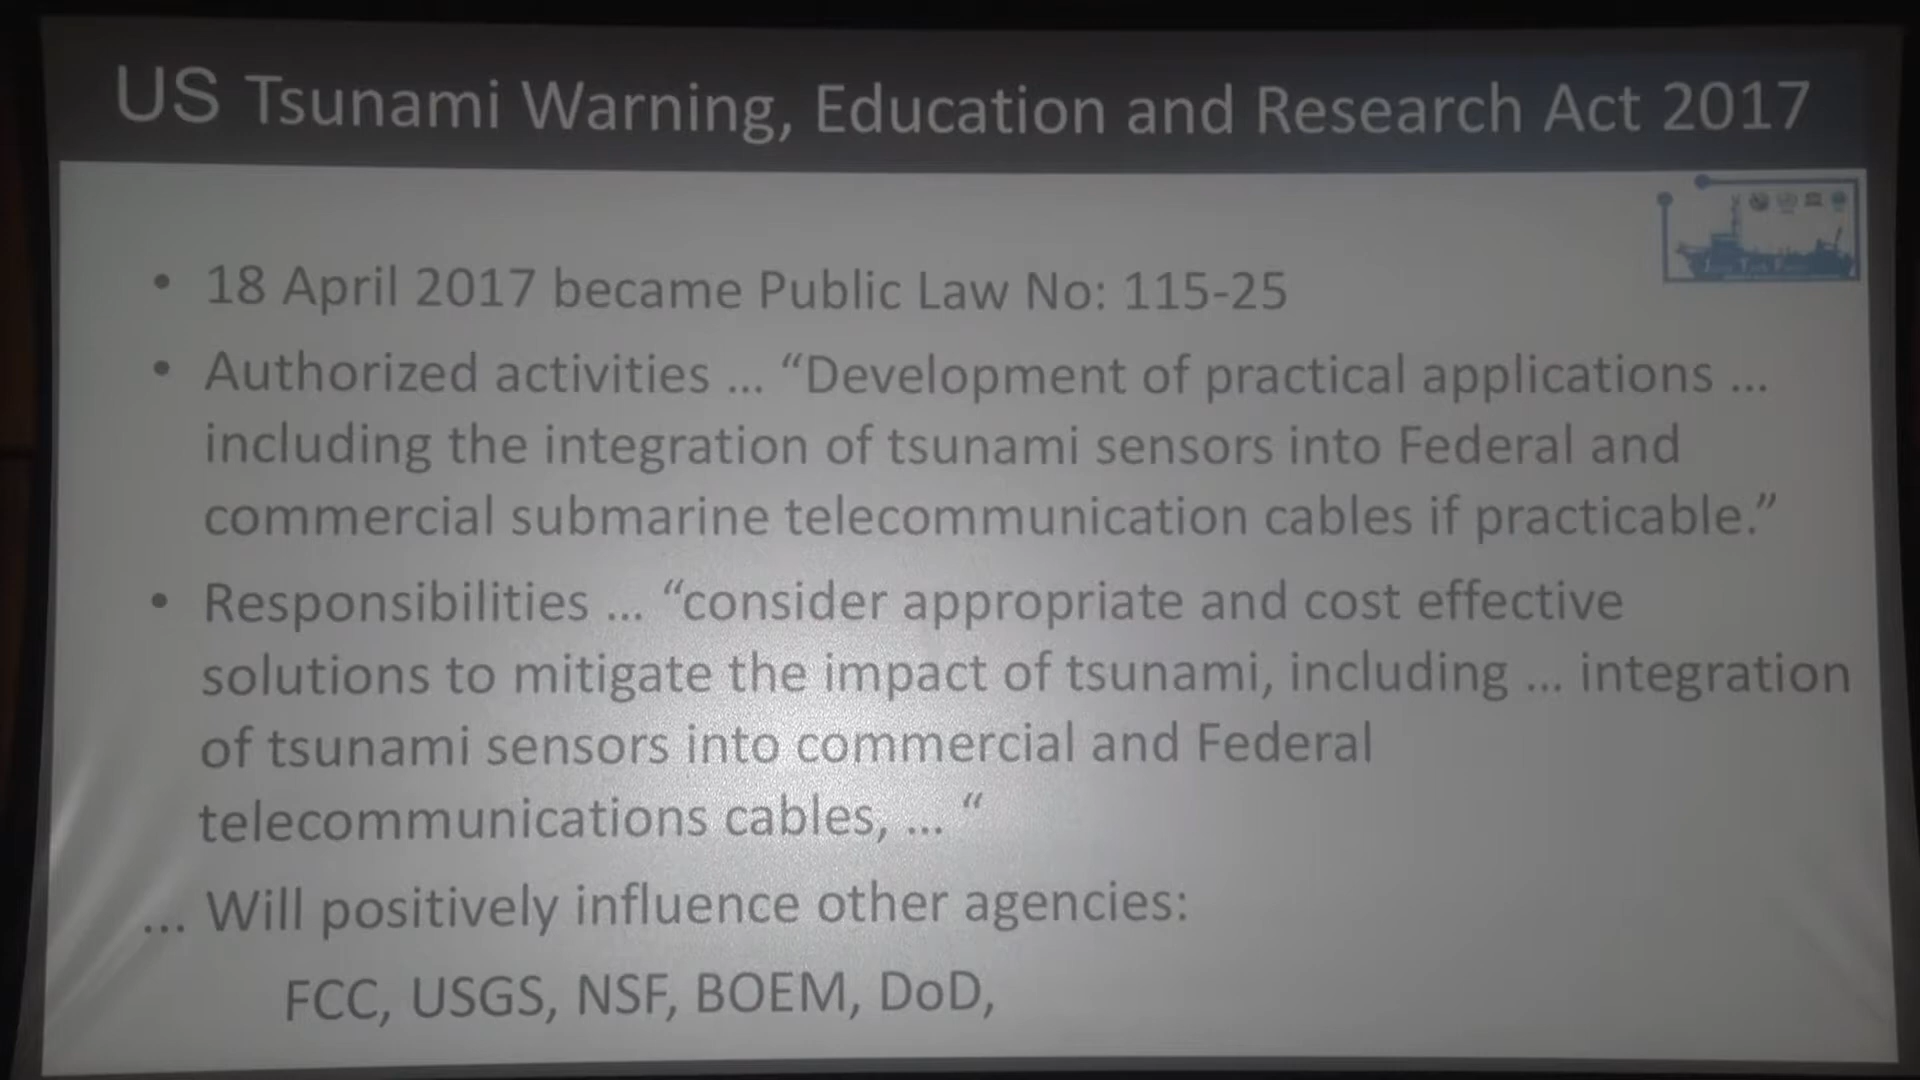 US Tsunami Warning, Education and Research Act 2017
• 18 April 2017 became Public Law No: 115-25
• Authorized activities ... “Development of practical applications ...
including the integration of tsunami sensors into Federal and
commercial submarine telecommunication cables if practicable.”
• Responsibilities ... “consider appropriate and cost effective
solutions to mitigate the impact of tsunami, including ... integration
of tsunami sensors into commercial and Federal
telecommunications cables, ... “
... Will positively influence other agencies:
FCC, USGS, NSF, BOEM, DoD,